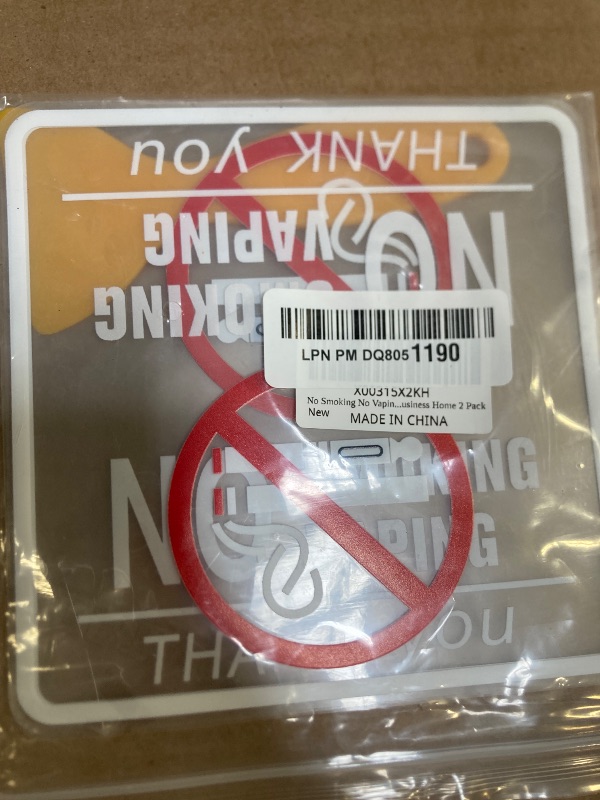 THANK you
NO
VAPING
SMOKING
LPN PM DQ8051190
X00315X2KH
No Smoking No Vapin...usiness Home 2 Pack
New
MADE IN CHINA
NO
SMOKING
VAPING
THANK you